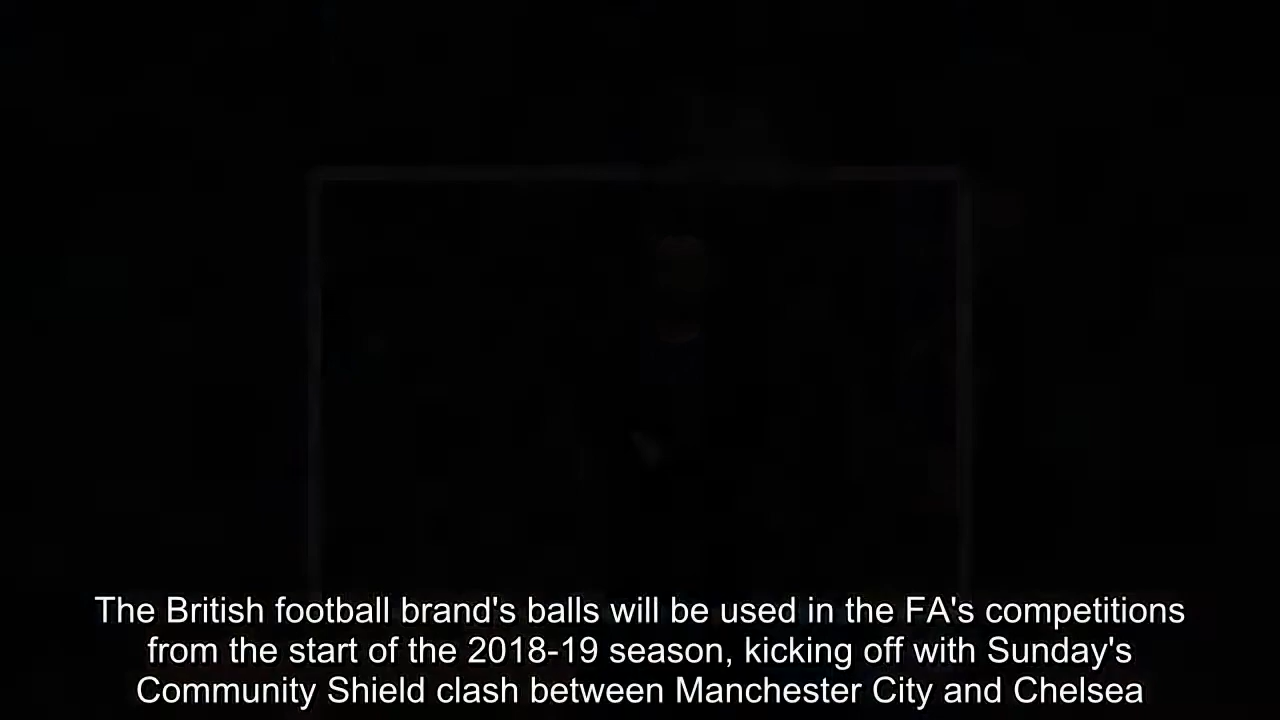 The British football brand's balls will be used in the FA's competitions
from the start of the 2018-19 season, kicking off with Sunday's
Community Shield clash between Manchester City and Chelsea